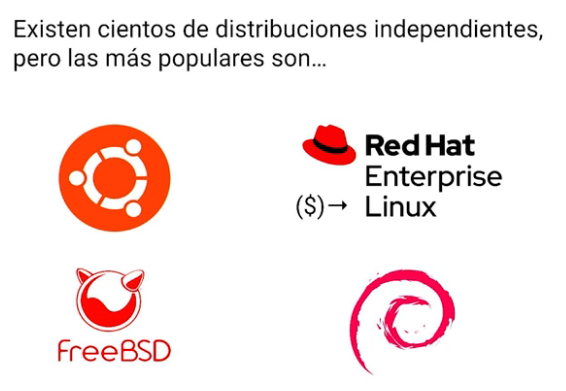 Existen cientos de distribuciones independientes,
pero las más populares son...
Red Hat
Enterprise
($)→ Linux
FreeBSD